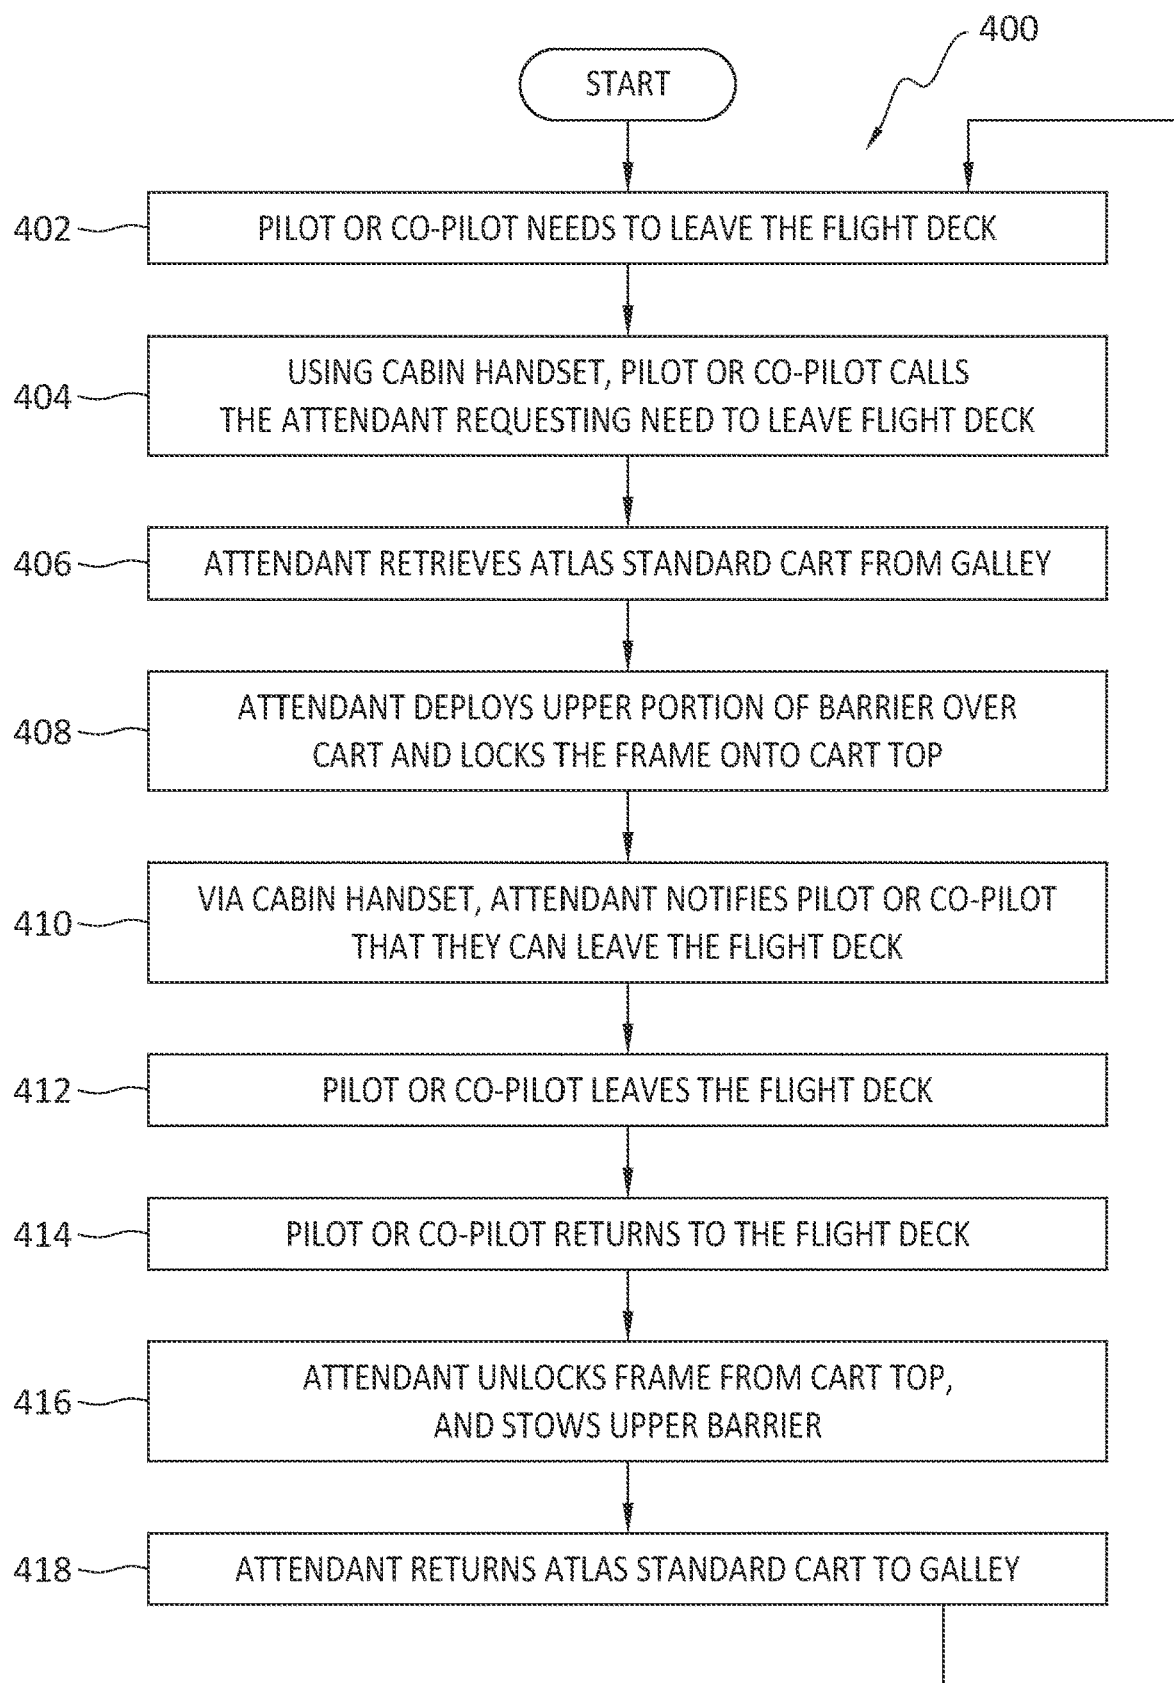 400
START
402
PILOT OR CO-PILOT NEEDS TO LEAVE THE FLIGHT DECK
404
USING CABIN HANDSET, PILOT OR CO-PILOT CALLS
THE ATTENDANT REQUESTING NEED TO LEAVE FLIGHT DECK
406
ATTENDANT RETRIEVES ATLAS STANDARD CART FROM GALLEY
408
ATTENDANT DEPLOYS UPPER PORTION OF BARRIER OVER
CART AND LOCKS THE FRAME ONTO CART TOP
410
VIA CABIN HANDSET, ATTENDANT NOTIFIES PILOT OR CO-PILOT
THAT THEY CAN LEAVE THE FLIGHT DECK
412
PILOT OR CO-PILOT LEAVES THE FLIGHT DECK
414
PILOT OR CO-PILOT RETURNS TO THE FLIGHT DECK
416
ATTENDANT UNLOCKS FRAME FROM CART TOP,
AND STOWS UPPER BARRIER
418
ATTENDANT RETURNS ATLAS STANDARD CART TO GALLEY